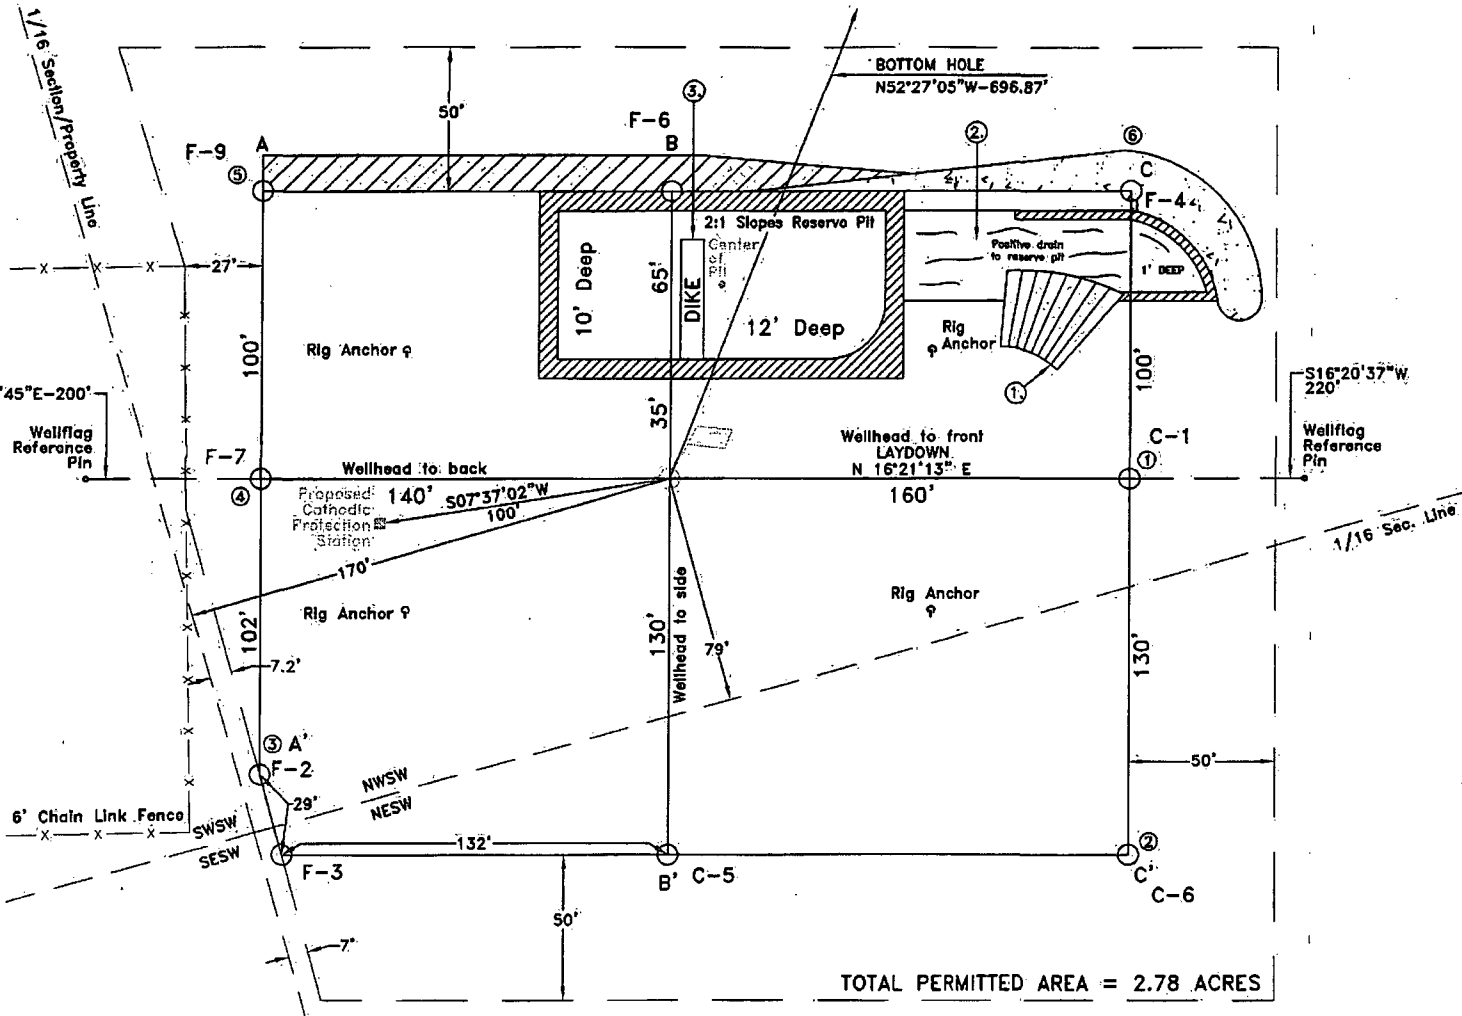 1/16 Section/Property Line
BOTTOM HOLE
N52°27'05"W-696.87'
50'
3.
F-6
B
A
F-9
5
2.
6
C
F-4
2:1 Slopes Reserve Pit
Center
of
Pit
Positive drain
to reserve pit
1' DEEP
27'
10' Deep
65'
DIKE
12' Deep
Rig Anchor
Rig
Anchor
100'
100'
1.
'45"E-200'
S16°20'37"W
220'
35'
Wellflag
Reference
Pin
Wellhead to front
LAYDOWN
N 16°21'13" E
C-1
Wellflag
Reference
Pin
F-7
Wellhead to back
1
4
140'
160'
S07°37'02"W
100'
Proposed
Cathodic
Protection
Station
1/16 Sec. Line
170'
Rig Anchor
Rig Anchor
102'
130'
Wellhead to side
79'
130'
7.2'
3 A'
F-2
50'
NWSW
NESW
29'
6' Chain Link Fence
SWSW
SESW
132'
2
F-3
B'
C-5
C'
C-6
50'
7'
TOTAL PERMITTED AREA = 2.78 ACRES